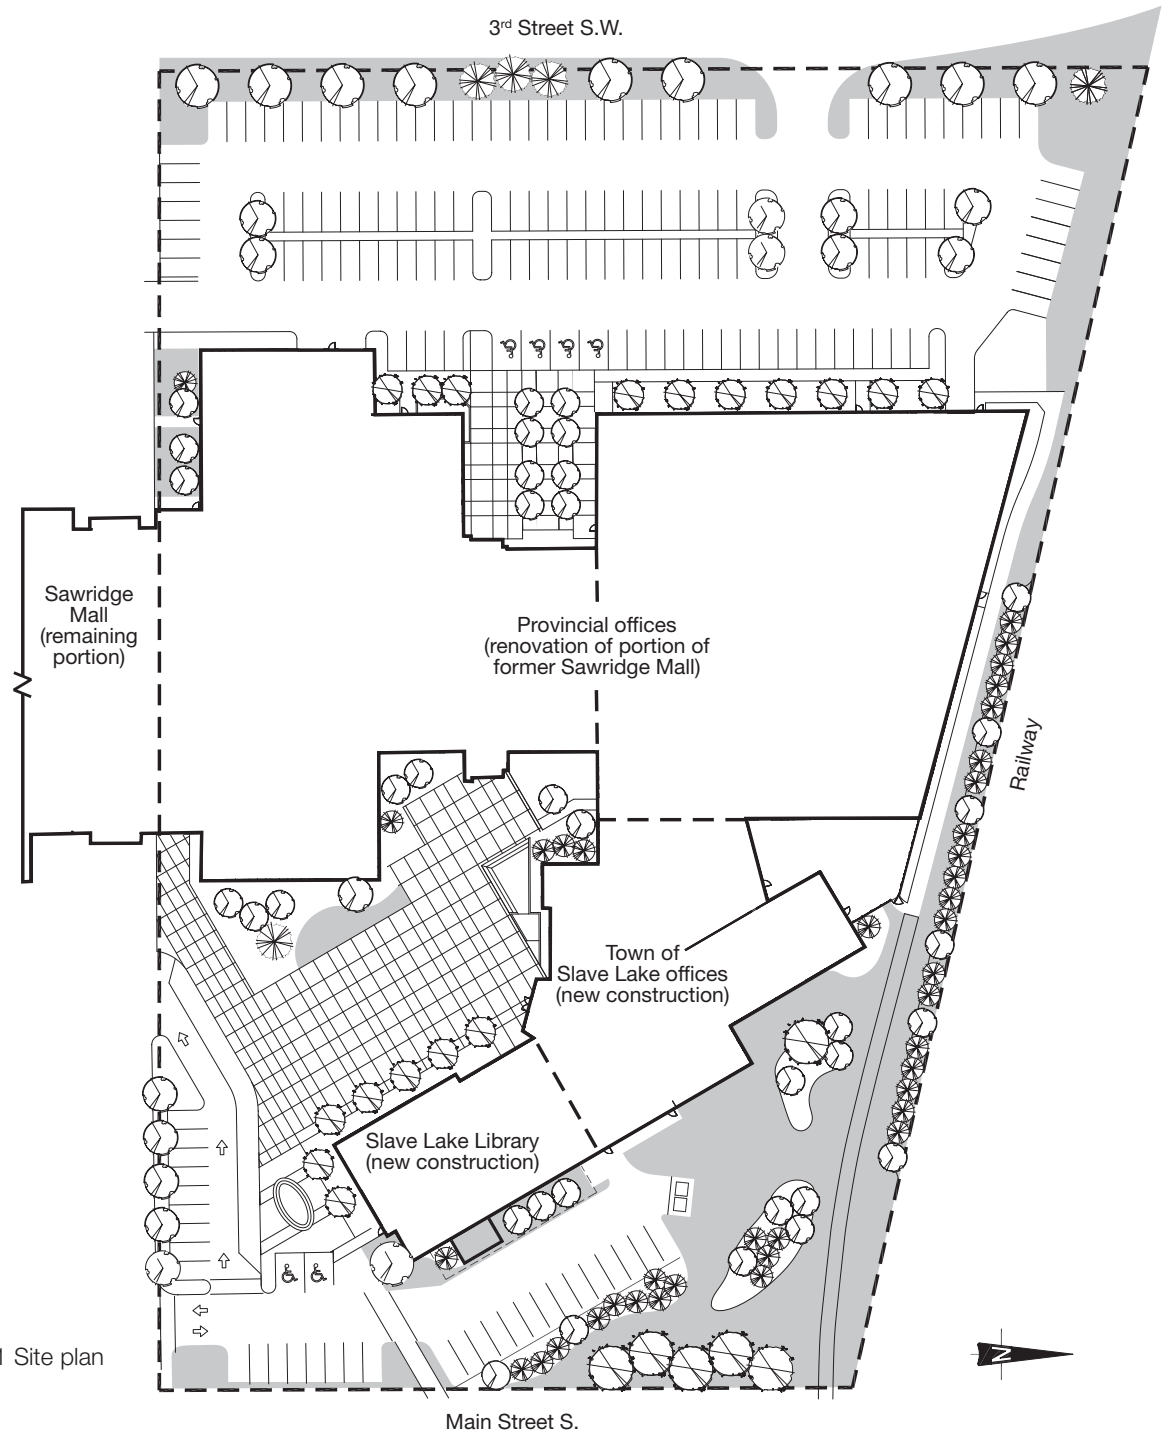 3rd Street S.W.
Sawridge
Mall
(remaining
portion)
Provincial offices
(renovation of portion of
former Sawridge Mall)
Railway
Town of
Slave Lake offices
(new construction)
Slave Lake Library
(new construction)
1 Site plan
N
Main Street S.